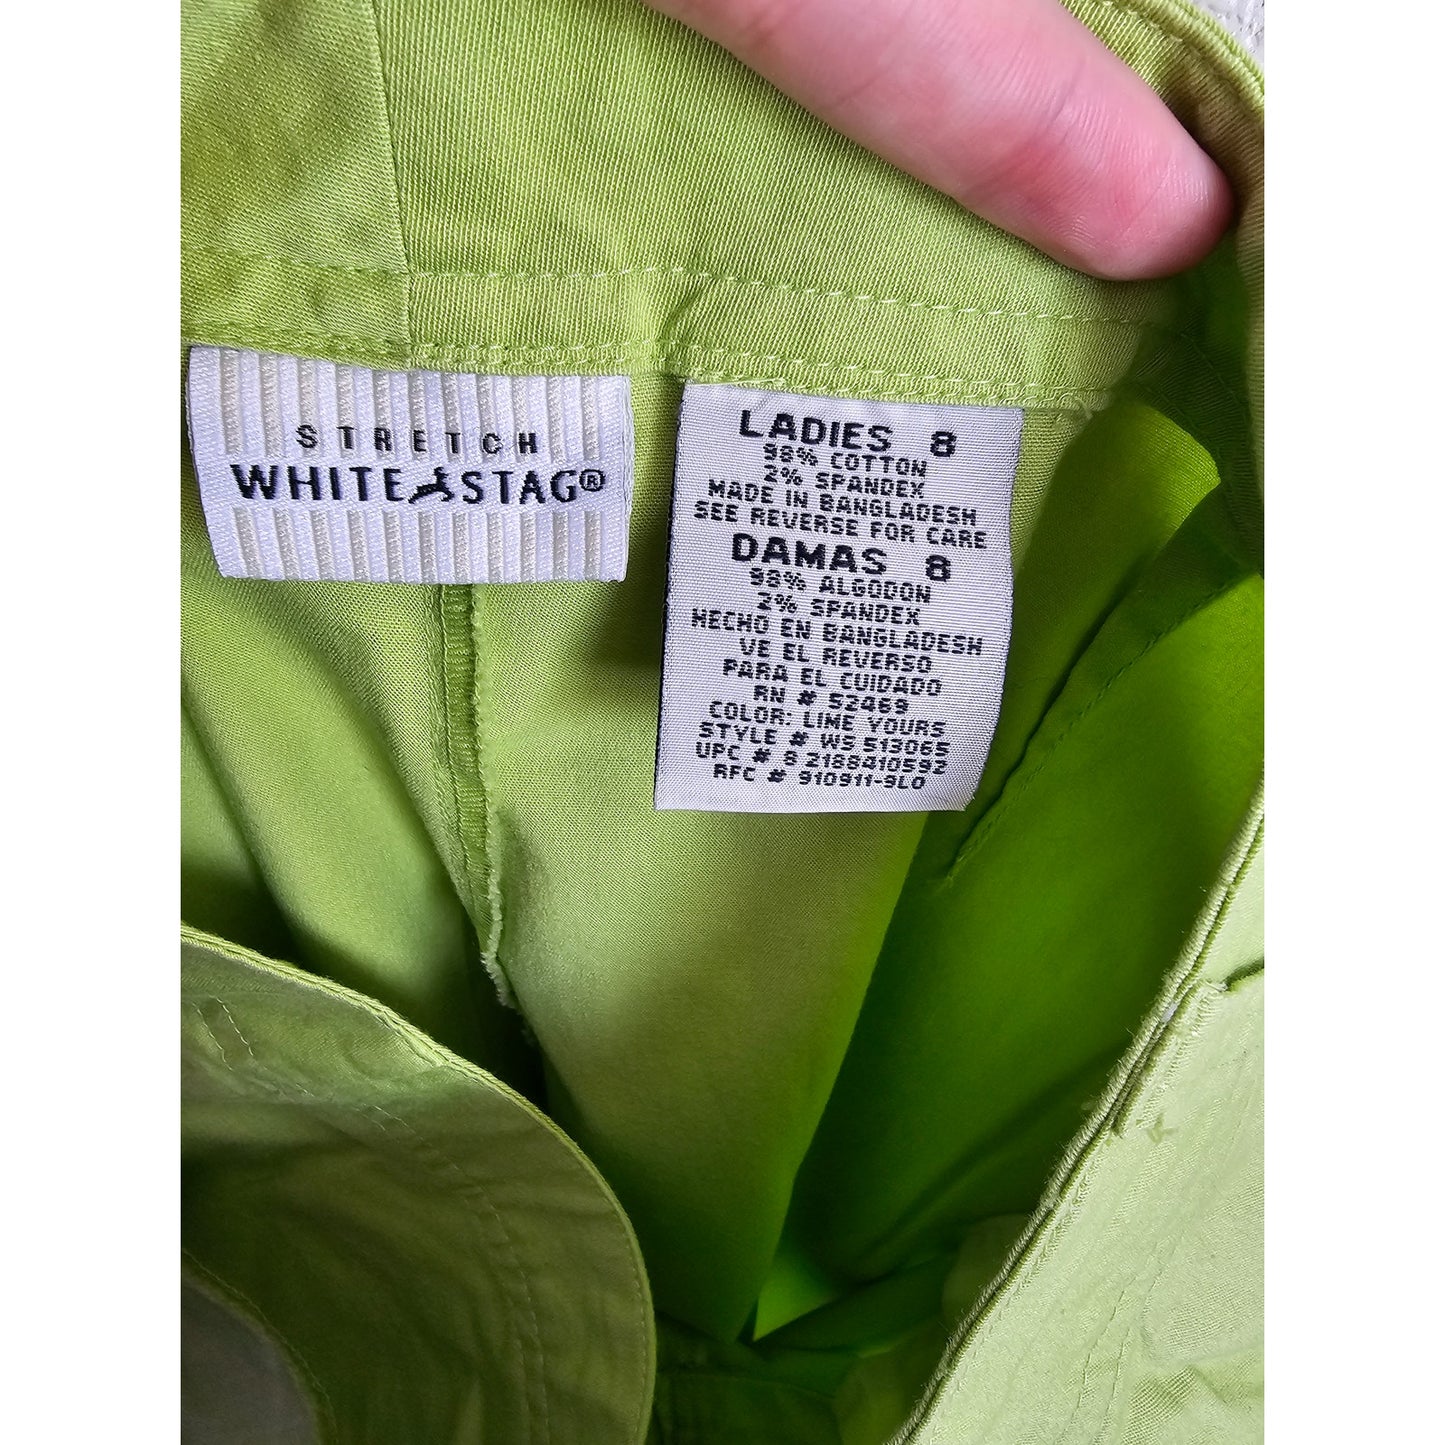 STRETCH
WHITE STAG®
LADIES 8
98% COTTON
2% SPANDEX
MADE IN BANGLADESH
SEE REVERSE FOR CARE
DAMAS 8
98% ALGODON
2% SPANDEX
HECHO EN BANGLADESH
VE EL REVERSO
PARA EL CUIDADO
RN # 52469
COLOR: LIME YOURS
STYLE # WS 513065
UPC # 8 2188410592
RFC # 910911-9L0